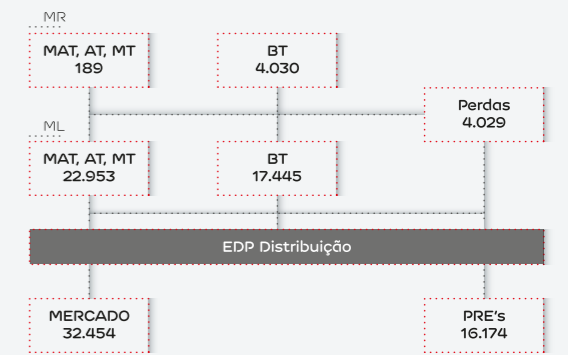 MR
MAT, AT, MT
189
BT
4.030
Perdas
4.029
ML
MAT, AT, MT
22.953
BT
17.445
EDP Distribuição
MERCADO
32.454
PRE's
16.174